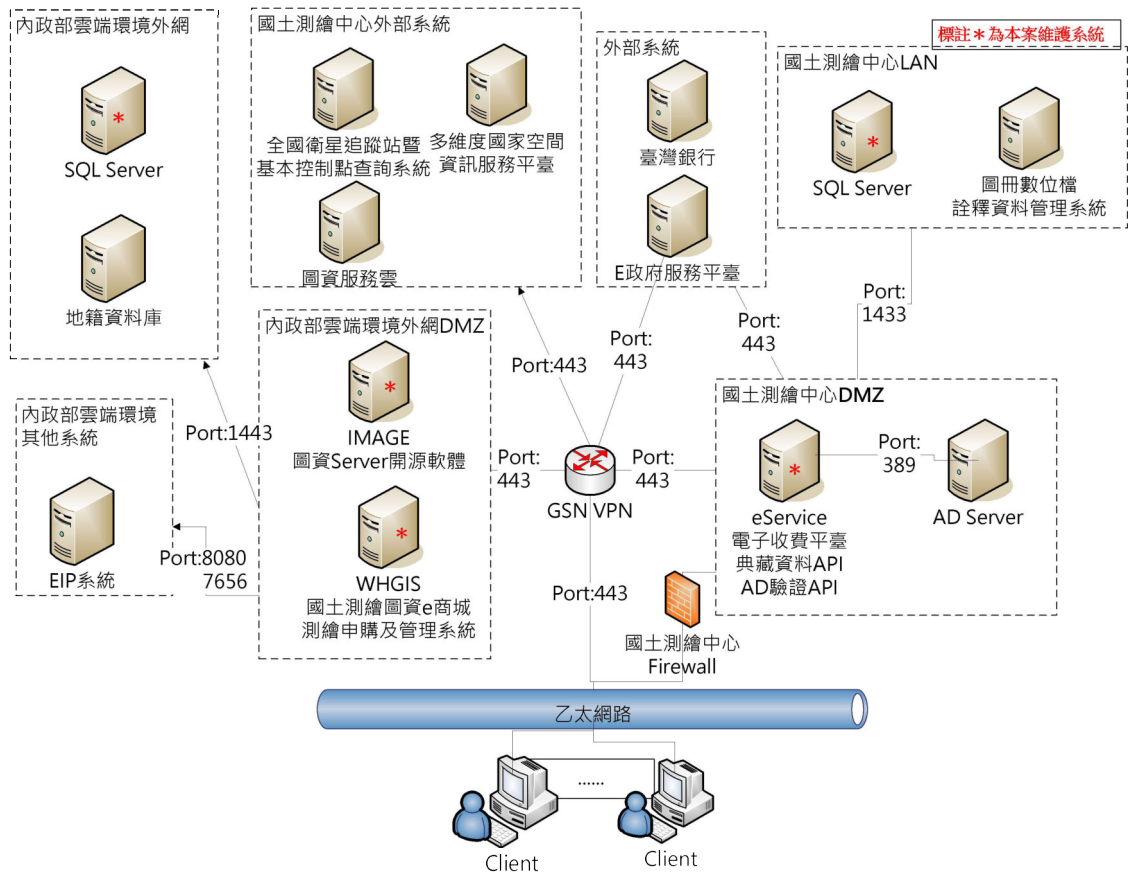 內政部雲端環境外網
*
SQL Server
地籍資料庫
國土測繪中心外部系統
全國衛星追蹤站暨
基本控制點查詢系統
多維度國家空間
資訊服務平臺
圖資服務雲
外部系統
臺灣銀行
E政府服務平臺
標註*為本案維護系統
國土測繪中心LAN
*
SQL Server
圖冊數位檔
詮釋資料管理系統
Port:
1433
Port:
443
Port:
443
Port:443
Port:1443
內政部雲端環境外網DMZ
*
IMAGE
圖資Server開源軟體
*
WHGIS
國土測繪圖資e商城
測繪申購及管理系統
內政部雲端環境
其他系統
EIP系統
Port:8080
7656
Port:
443
GSN VPN
Port:
443
國土測繪中心DMZ
*
eService
電子收費平臺
典藏資料API
AD驗證API
Port:
389
AD Server
Port:443
國土測繪中心
Firewall
乙太網路
......
Client
Client